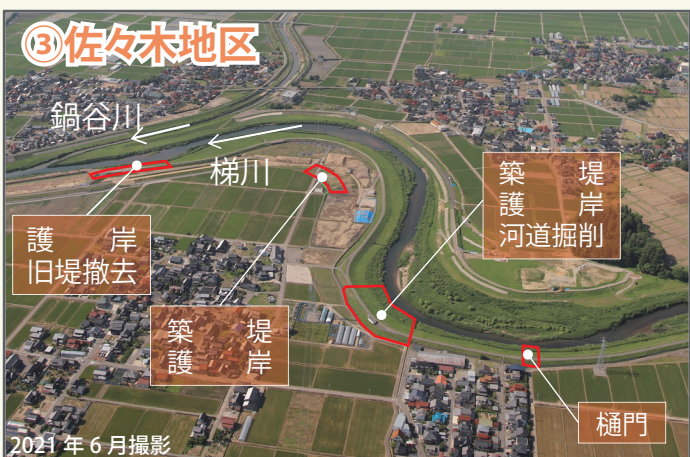 ③佐々木地区
鍋谷川
梯川
築　　堤
護　　岸
河道掘削
護　　岸
旧堤撤去
築　　堤
護　　岸
樋門
2021年6月撮影